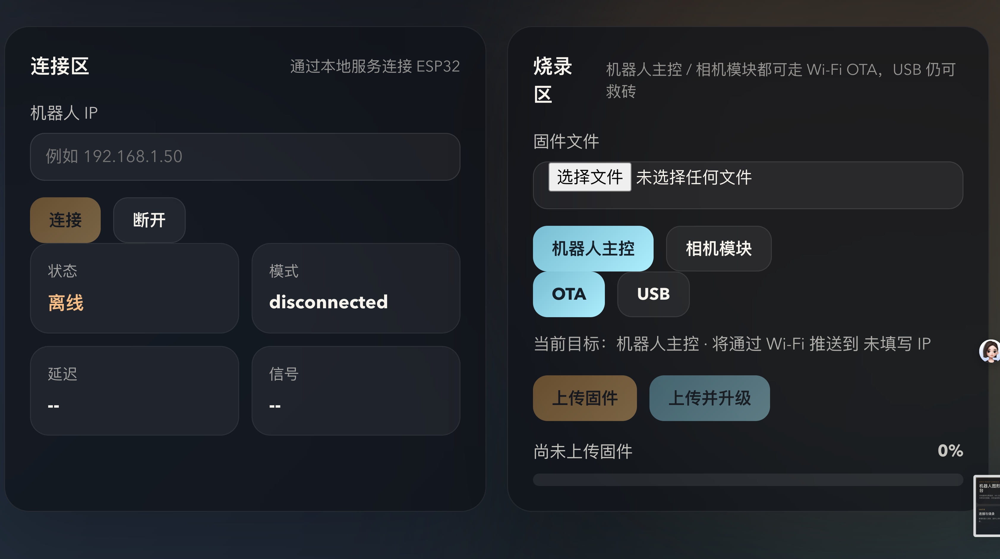 连接区
通过本地服务连接 ESP32
机器人 IP
例如 192.168.1.50
连接
断开
状态
离线
模式
disconnected
延迟
--
信号
--
烧录
区
机器人主控 / 相机模块都可走 Wi-Fi OTA，USB 仍可
救砖
固件文件
选择文件 未选择任何文件
机器人主控
相机模块
OTA
USB
当前目标：机器人主控 · 将通过 Wi-Fi 推送到 未填写 IP
上传固件
上传并升级
尚未上传固件
0%
机器人图形
台
连接与烧录